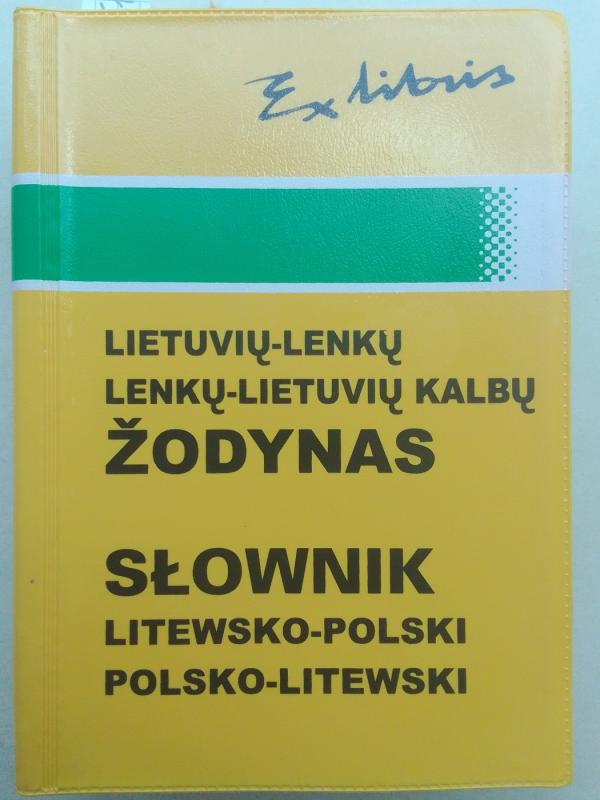 Ex libris
LIETUVIŲ-LENKŲ
LENKŲ-LIETUVIŲ KALBŲ
ŽODYNAS
SŁOWNIK
LITEWSKO-POLSKI
POLSKO-LITEWSKI